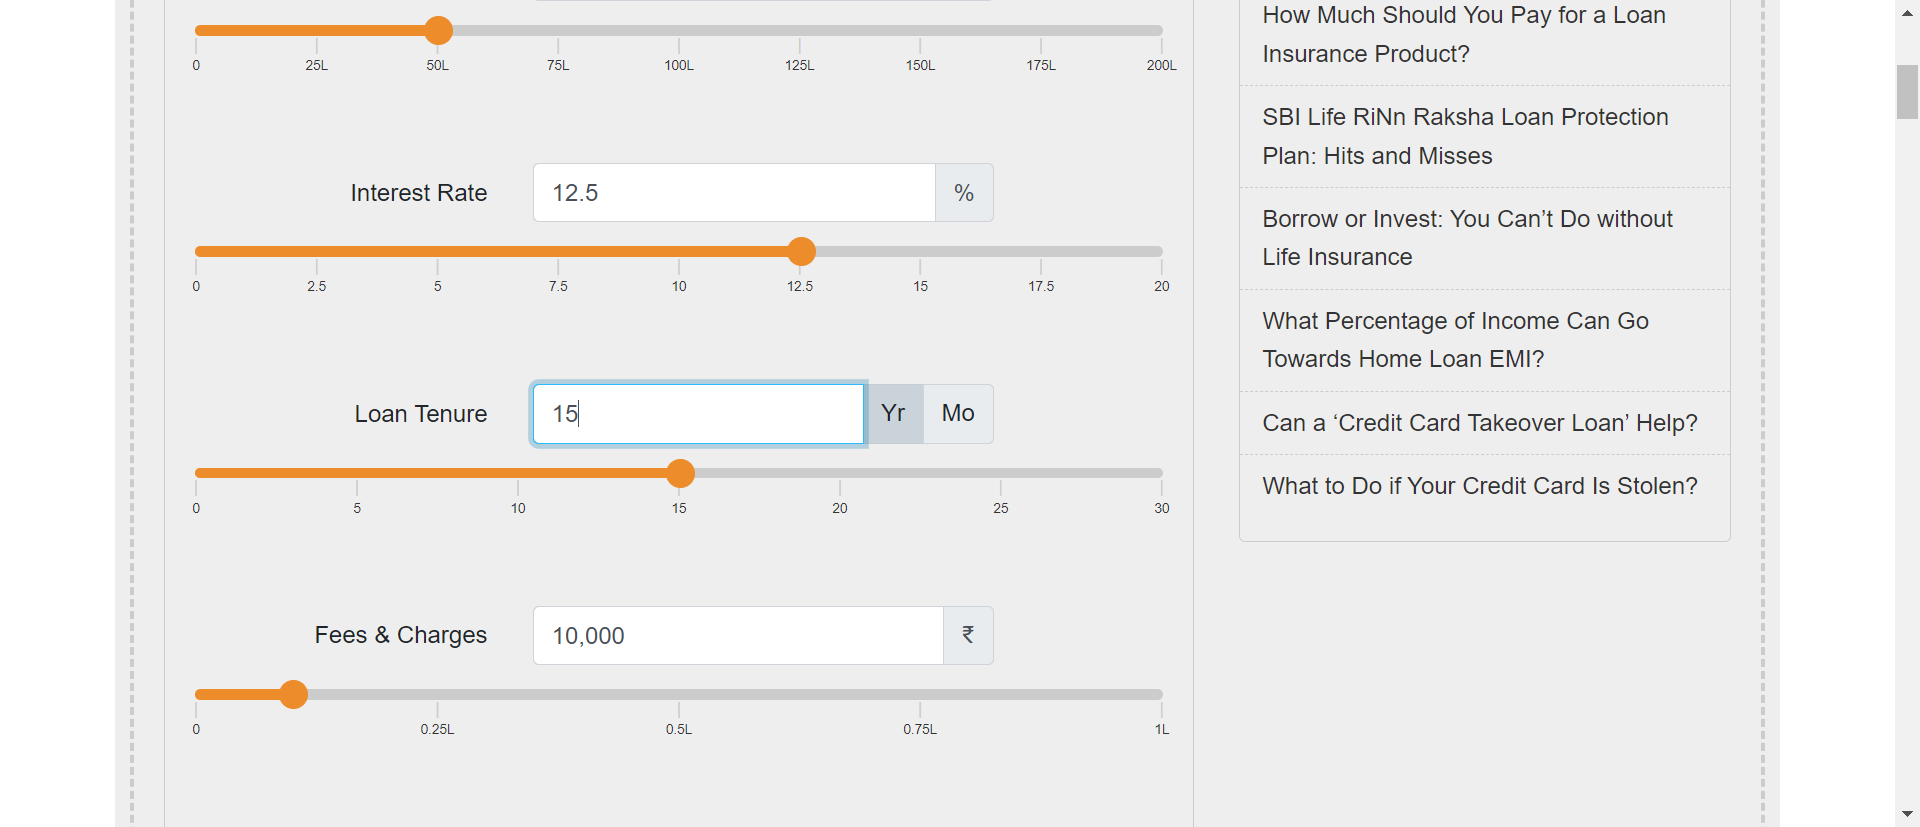 0 25L 50L 75L 100L 125L 150L 175L 200L
Interest Rate 12.5 %
0 2.5 5 7.5 10 12.5 15 17.5 20
Loan Tenure 15 Yr Mo
0 5 10 15 20 25 30
Fees & Charges 10,000 ₹
0 0.25L 0.5L 0.75L 1L
How Much Should You Pay for a Loan
Insurance Product?
SBI Life RiNn Raksha Loan Protection
Plan: Hits and Misses
Borrow or Invest: You Can’t Do without
Life Insurance
What Percentage of Income Can Go
Towards Home Loan EMI?
Can a ‘Credit Card Takeover Loan’ Help?
What to Do if Your Credit Card Is Stolen?